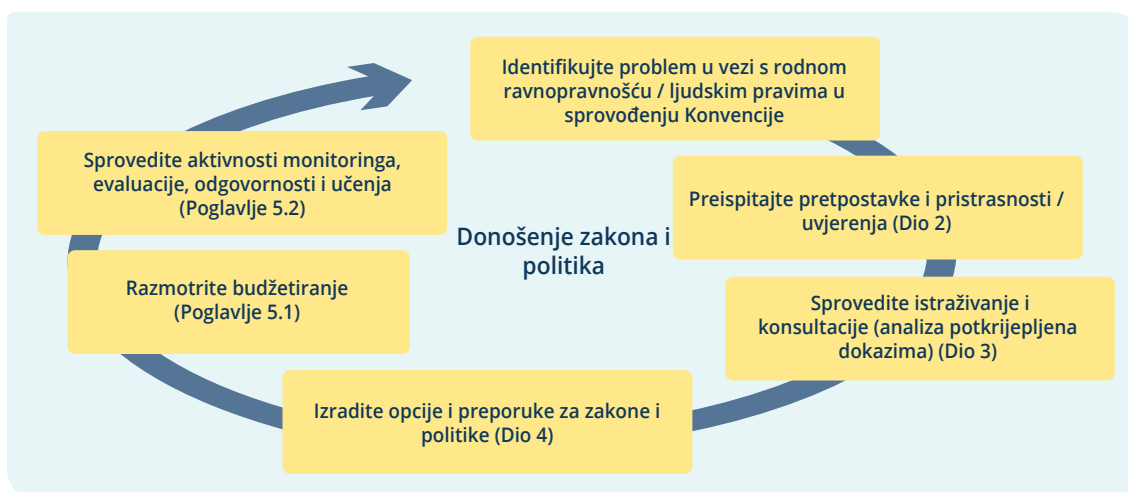 Identifikujte problem u vezi s rodnom
ravnopravnošću / ljudskim pravima u
sprovođenju Konvencije
Preispitajte pretpostavke i pristrasnosti /
uvjerenja (Dio 2)
Sprovedite istraživanje i
konsultacije (analiza potkrijepljena
dokazima) (Dio 3)
Izradite opcije i preporuke za zakone i
politike (Dio 4)
Razmotrite budžetiranje
(Poglavlje 5.1)
Sprovedite aktivnosti monitoringa,
evaluacije, odgovornosti i učenja
(Poglavlje 5.2)
Donošenje zakona i
politika